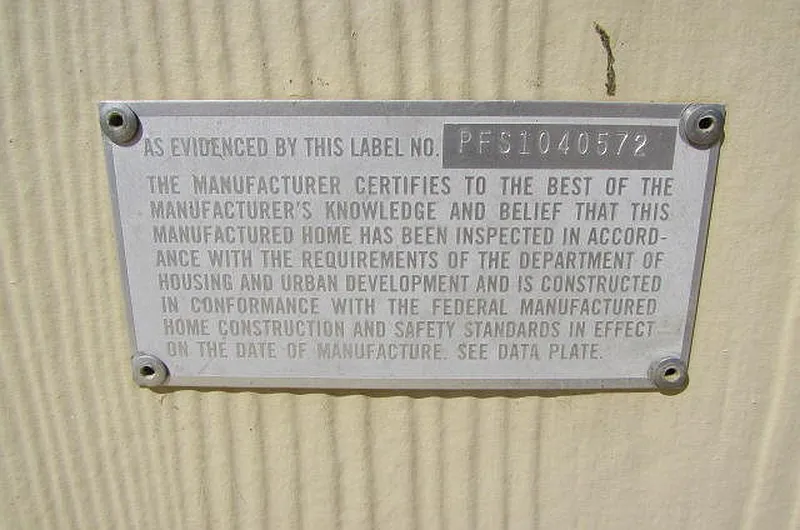 AS EVIDENCED BY THIS LABEL NO. PFS1040572
THE MANUFACTURER CERTIFIES TO THE BEST OF THE
MANUFACTURER'S KNOWLEDGE AND BELIEF THAT THIS
MANUFACTURED HOME HAS BEEN INSPECTED IN ACCORD-
ANCE WITH THE REQUIREMENTS OF THE DEPARTMENT OF
HOUSING AND URBAN DEVELOPMENT AND IS CONSTRUCTED
IN CONFORMANCE WITH THE FEDERAL MANUFACTURED
HOME CONSTRUCTION AND SAFETY STANDARDS IN EFFECT
ON THE DATE OF MANUFACTURE. SEE DATA PLATE.